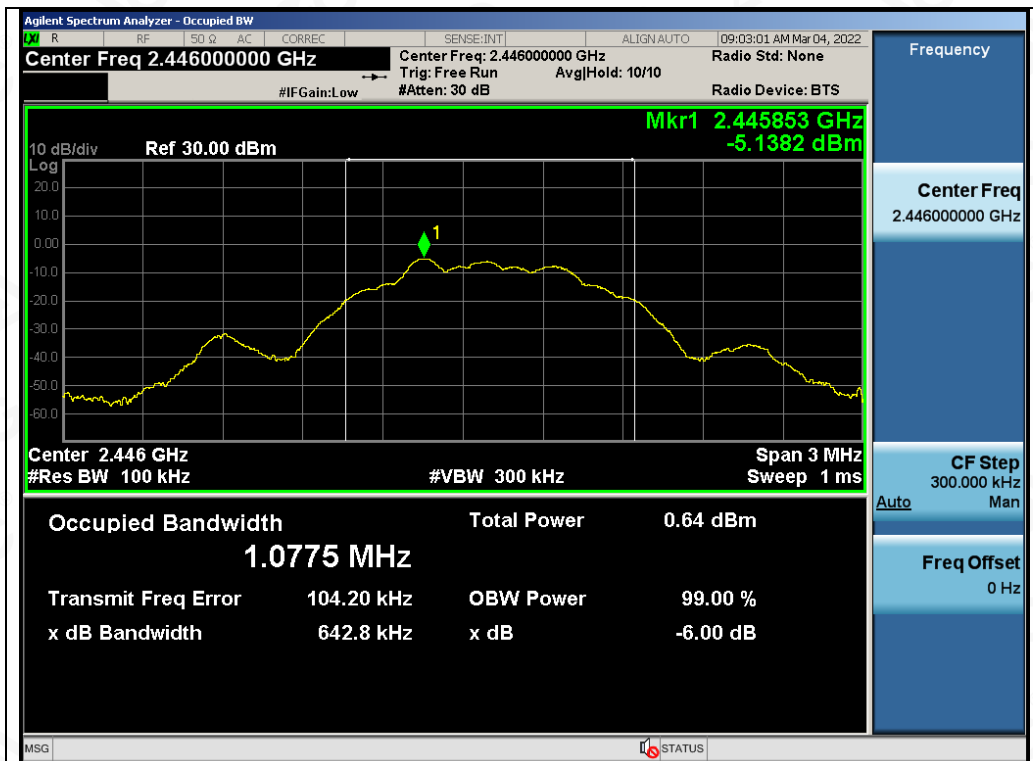 Agilent Spectrum Analyzer - Occupied BW
LXI R RF 50 Ω AC CORREC SENSE:INT ALIGN AUTO 09:03:01 AM Mar 04, 2022
Center Freq 2.446000000 GHz
Center Freq: 2.446000000 GHz Radio Std: None
Trig: Free Run Avg|Hold: 10/10
#IFGain:Low #Atten: 30 dB Radio Device: BTS
Frequency
Mkr1 2.445853 GHz
-5.1382 dBm
10 dB/div Ref 30.00 dBm
Log
20.0
10.0
0.00
-10.0
-20.0
-30.0
-40.0
-50.0
-60.0
1
Center 2.446 GHz Span 3 MHz
#Res BW 100 kHz #VBW 300 kHz Sweep 1 ms
Center Freq
2.446000000 GHz
CF Step
300.000 kHz
Auto Man
Freq Offset
0 Hz
Occupied Bandwidth Total Power 0.64 dBm
1.0775 MHz
Transmit Freq Error 104.20 kHz OBW Power 99.00 %
x dB Bandwidth 642.8 kHz x dB -6.00 dB
MSG STATUS